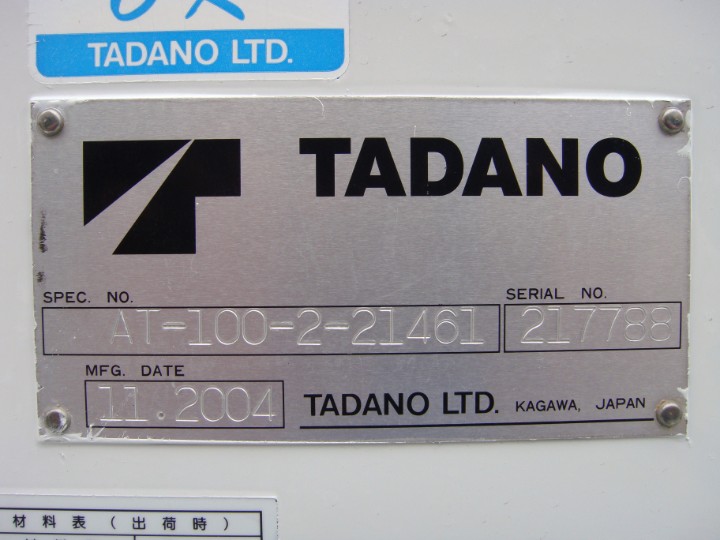 TADANO LTD.
TADANO
SPEC. NO.
SERIAL NO.
AT-100-2-21461
217788
MFG. DATE
11.2004
TADANO LTD. KAGAWA, JAPAN
材料表(出荷時)